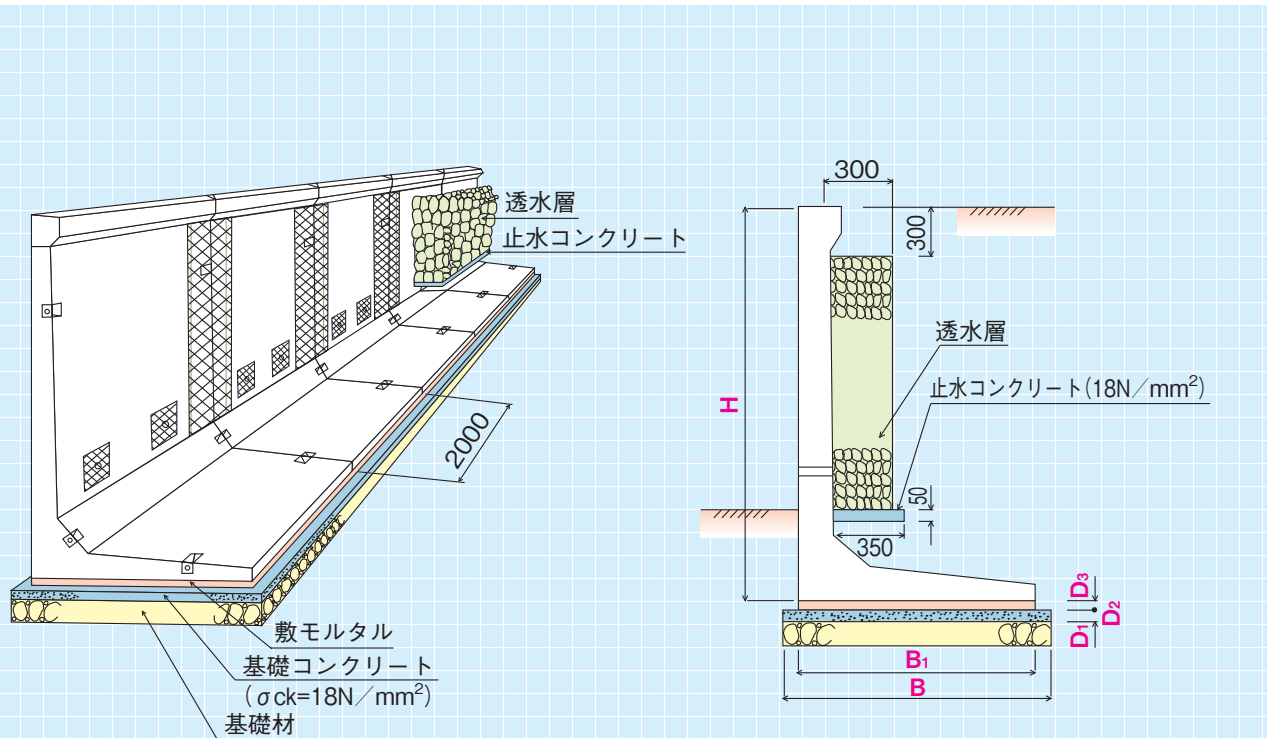 透水層
止水コンクリート
2000
敷モルタル
基礎コンクリート
(σck=18N／mm²)
基礎材
300
300
透水層
止水コンクリート(18N／mm²)
H
50
350
D3
D2
D1
B1
B